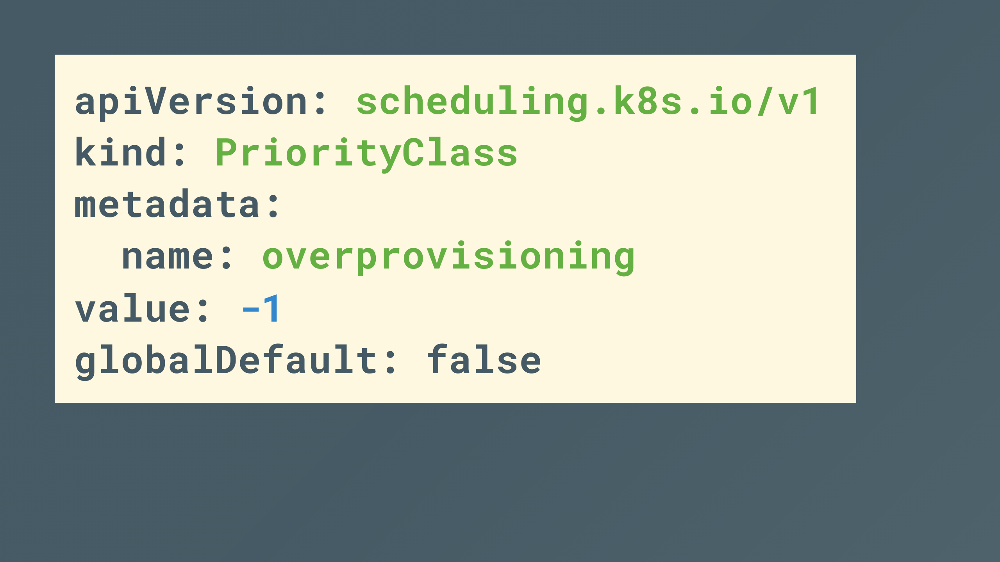 apiVersion: scheduling.k8s.io/v1
kind: PriorityClass
metadata:
  name: overprovisioning
value: -1
globalDefault: false